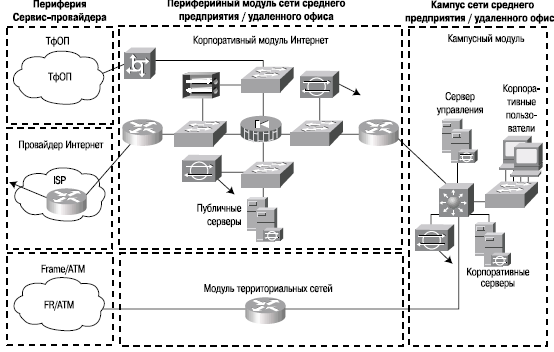 Периферия
Сервис-провайдера
Периферийный модуль сети среднего
предприятия / удаленного офиса
Кампус сети среднего
предприятия / удаленного офиса
ТфОП
ТфОП
Корпоративный модуль Интернет
Кампусный модуль
Сервер
управления
Корпора-
тивные
пользо-
ватели
Провайдер Интернет
ISP
Публичные
серверы
Корпоративные
серверы
Frame/ATM
FR/ATM
Модуль территориальных сетей